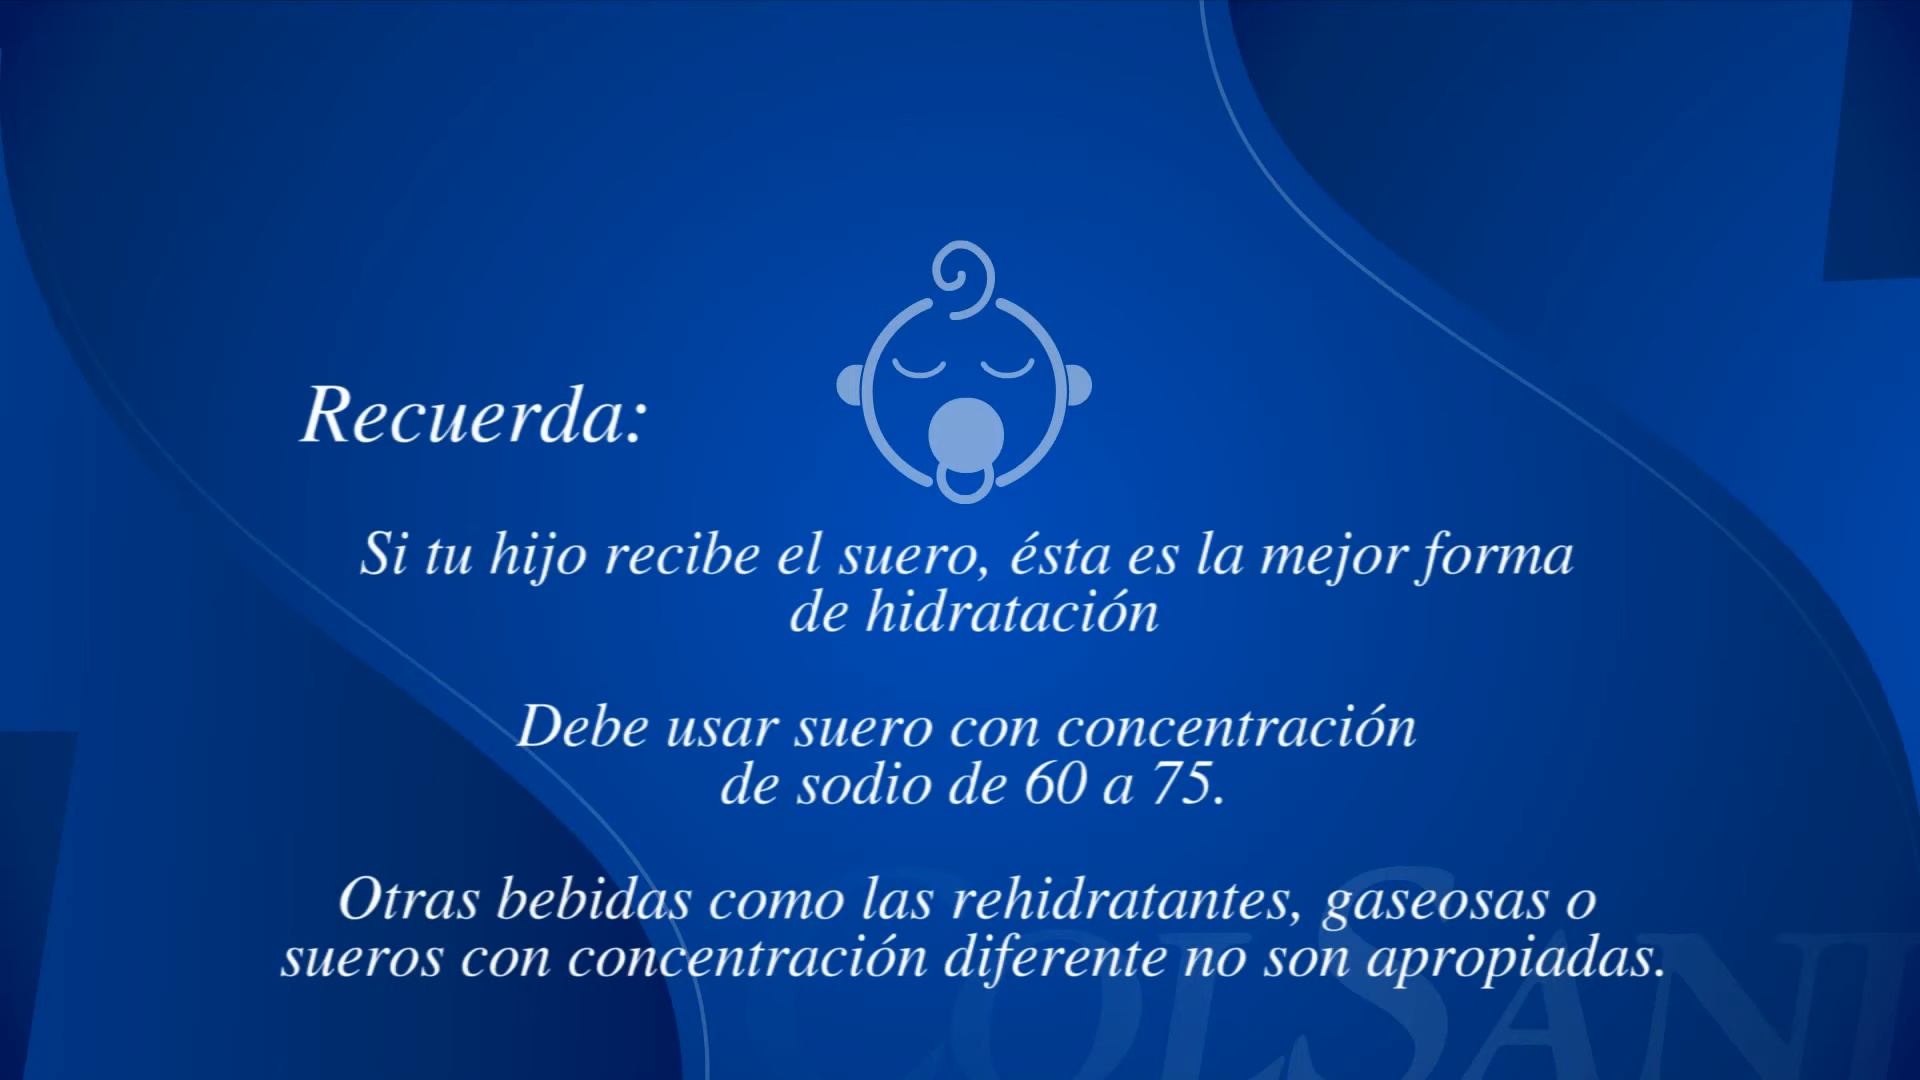 Recuerda:
Si tu hijo recibe el suero, ésta es la mejor forma
de hidratación
Debe usar suero con concentración
de sodio de 60 a 75.
Otras bebidas como las rehidratantes, gaseosas o
sueros con concentración diferente no son apropiadas.
COLSANI